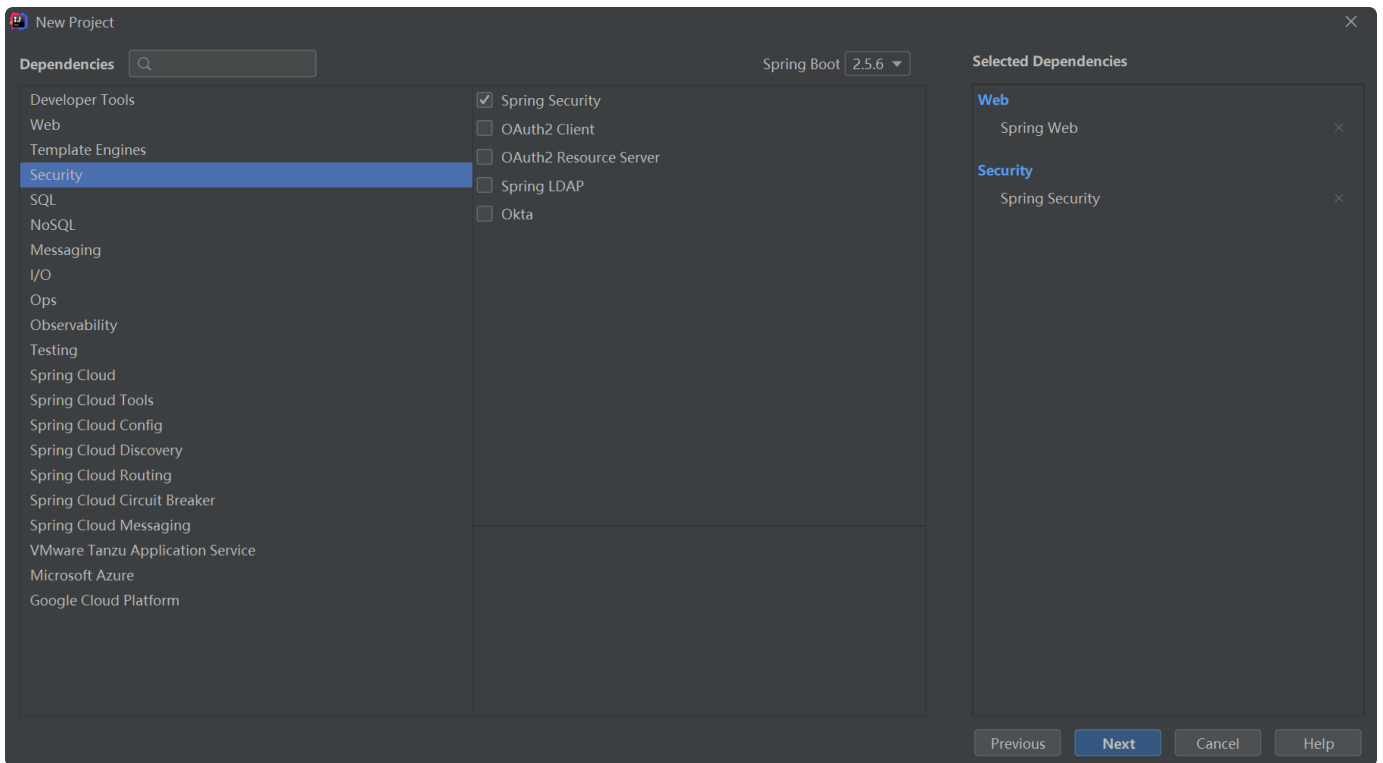 New Project
Dependencies
Spring Boot 2.5.6
Selected Dependencies
Developer Tools
Web
Template Engines
Security
SQL
NoSQL
Messaging
I/O
Ops
Observability
Testing
Spring Cloud
Spring Cloud Tools
Spring Cloud Config
Spring Cloud Discovery
Spring Cloud Routing
Spring Cloud Circuit Breaker
Spring Cloud Messaging
VMware Tanzu Application Service
Microsoft Azure
Google Cloud Platform
Spring Security
OAuth2 Client
OAuth2 Resource Server
Spring LDAP
Okta
Web
Spring Web
Security
Spring Security
Previous
Next
Cancel
Help